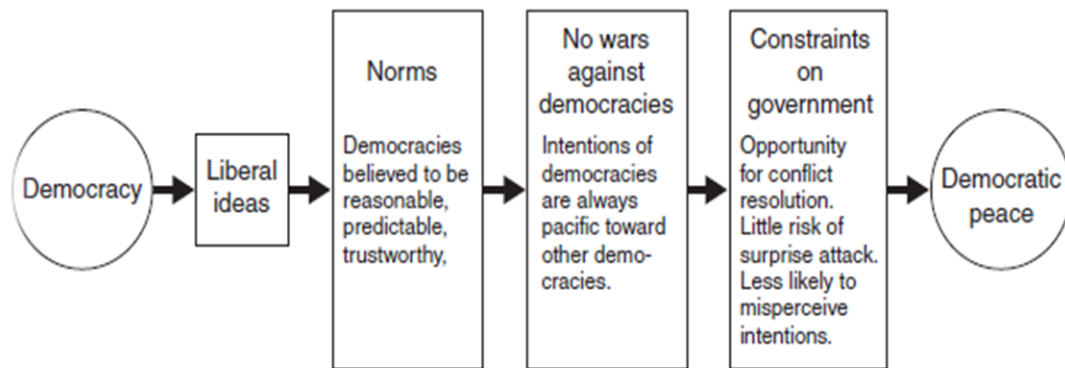 Democracy
Liberal
ideas
Norms
Democracies
believed to be
reasonable,
predictable,
trustworthy,
No wars
against
democracies
Intentions of
democracies
are always
pacific toward
other demo-
cracies.
Constraints
on
government
Opportunity
for conflict
resolution.
Little risk of
surprise attack.
Less likely to
misperceive
intentions.
Democratic
peace